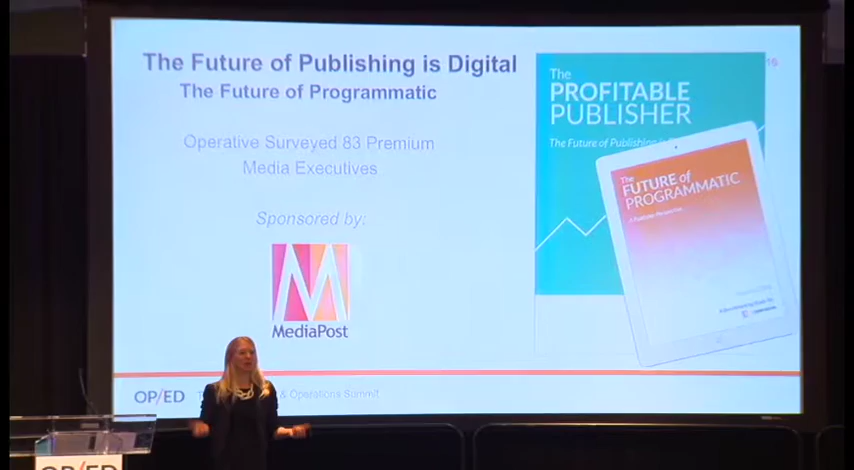 The Future of Publishing is Digital
The Future of Programmatic
Operative Surveyed 83 Premium
Media Executives
Sponsored by:
MediaPost
The
PROFITABLE
PUBLISHER
The Future of Publishing is
The
FUTURE of
PROGRAMMATIC
16
OP/ED
& Operations Summit
OP/ED